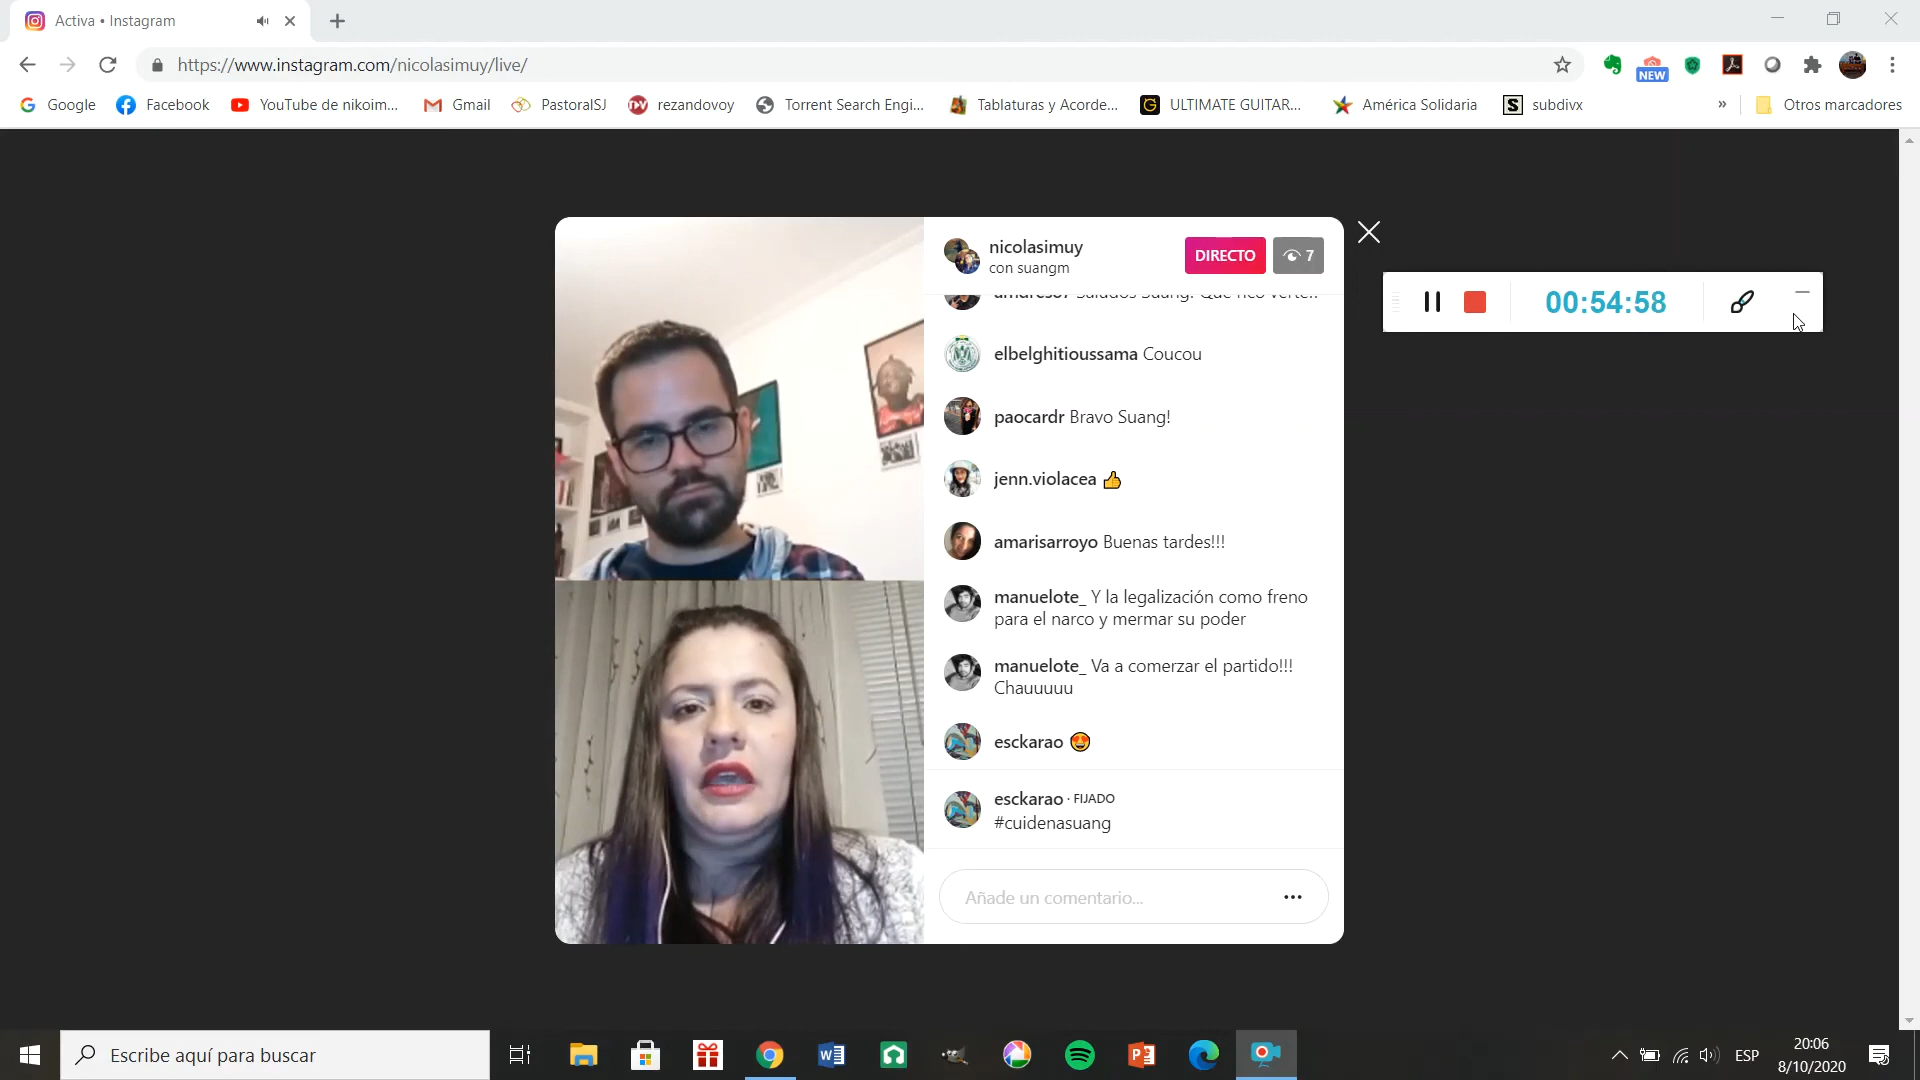 Activa • Instagram
https://www.instagram.com/nicolasimuy/live/
NEW
Google
Facebook
YouTube de nikoim...
Gmail
PastoralSJ
rezandovoy
Torrent Search Engi...
Tablaturas y Acorde...
ULTIMATE GUITAR...
América Solidaria
subdivx
»
Otros marcadores
nicolasimuy
con suangm
DIRECTO
7
00:54:58
elbelghitioussama Coucou
paocardr Bravo Suang!
jenn.violacea 👍
amarisarroyo Buenas tardes!!!
manuelote_ Y la legalización como freno
para el narco y mermar su poder
manuelote_ Va a comerzar el partido!!!
Chauuuuu
esckarao 😍
esckarao · FIJADO
#cuidenasuang
Añade un comentario...
Escribe aquí para buscar
ESP
20:06
8/10/2020